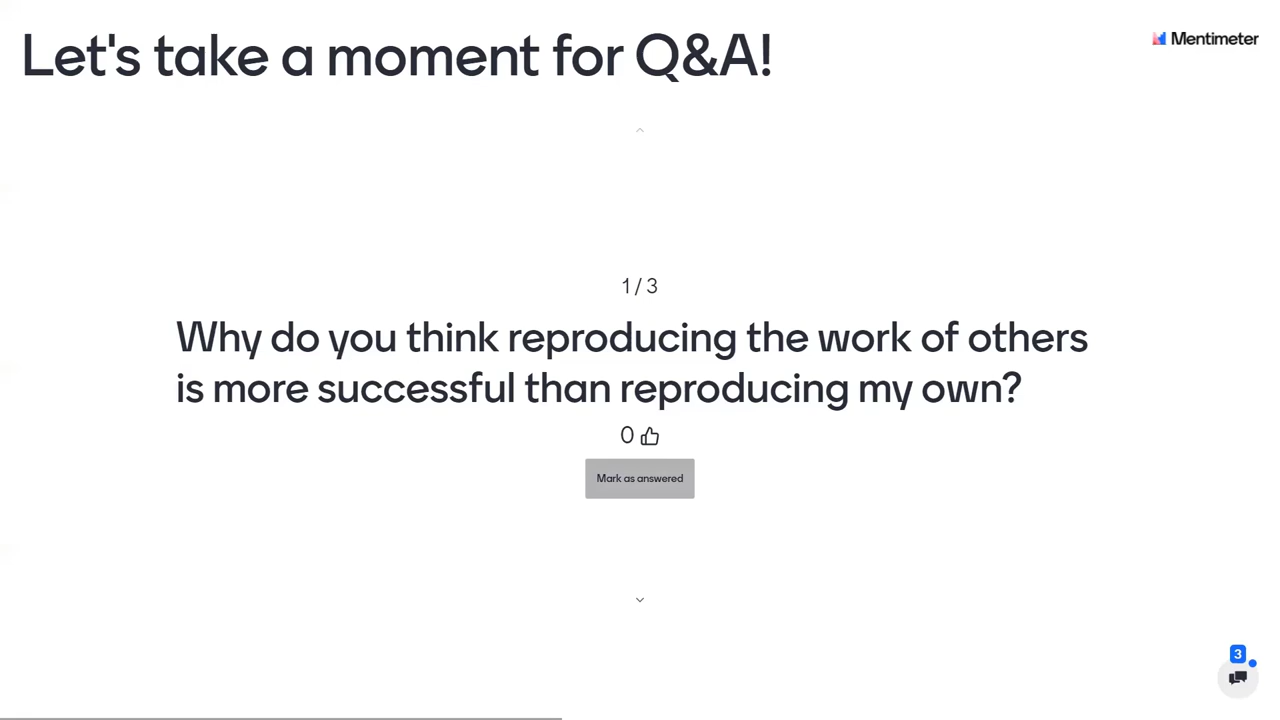 Let's take a moment for Q&A!
Mentimeter
1 / 3
Why do you think reproducing the work of others
is more successful than reproducing my own?
0
Mark as answered
3